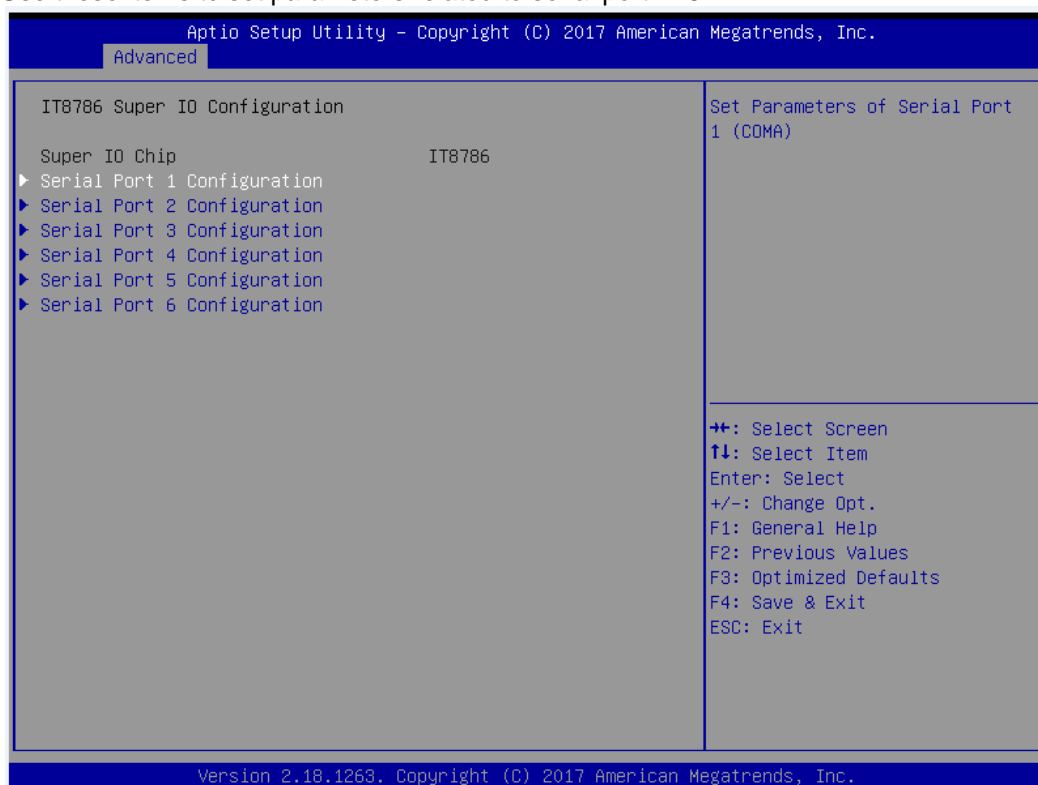 Aptio Setup Utility – Copyright (C) 2017 American Megatrends, Inc.
Advanced
IT8786 Super IO Configuration
Super IO Chip IT8786
Serial Port 1 Configuration
Serial Port 2 Configuration
Serial Port 3 Configuration
Serial Port 4 Configuration
Serial Port 5 Configuration
Serial Port 6 Configuration
Set Parameters of Serial Port
1 (COMA)
→←: Select Screen
↑↓: Select Item
Enter: Select
+/-: Change Opt.
F1: General Help
F2: Previous Values
F3: Optimized Defaults
F4: Save & Exit
ESC: Exit
Version 2.18.1263. Copyright (C) 2017 American Megatrends, Inc.